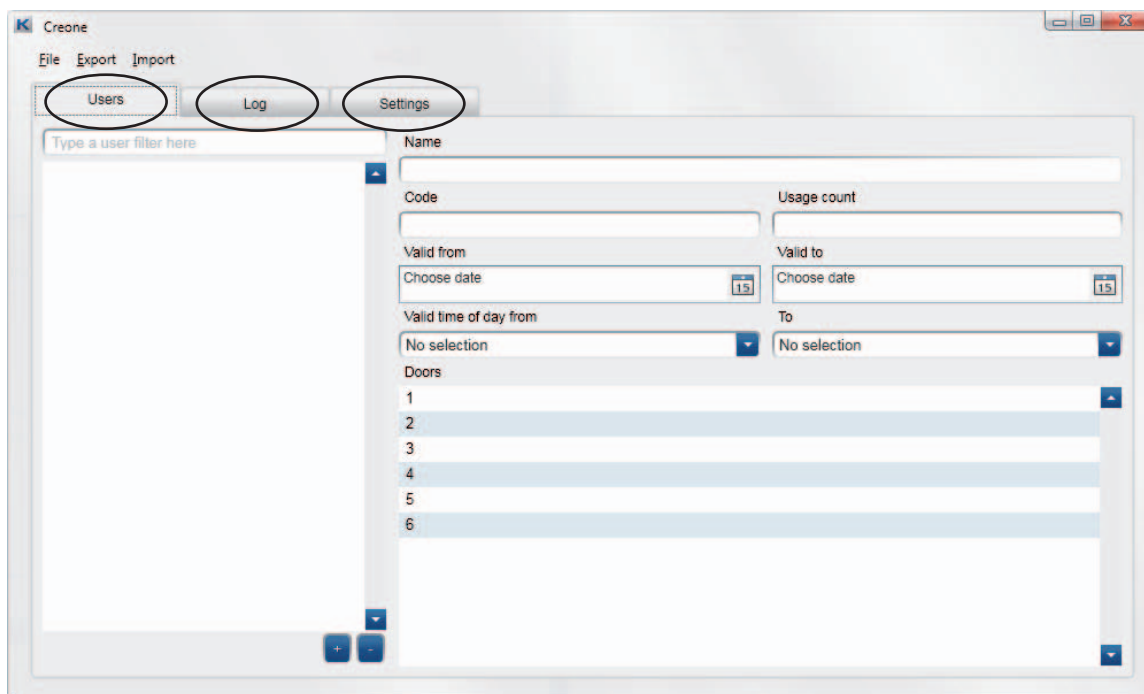 K Creone
File Export Import
Users Log Settings
Type a user filter here
Name
Code Usage count
Valid from Valid to
Choose date 15 Choose date 15
Valid time of day from To
No selection No selection
Doors
1
2
3
4
5
6
+ -